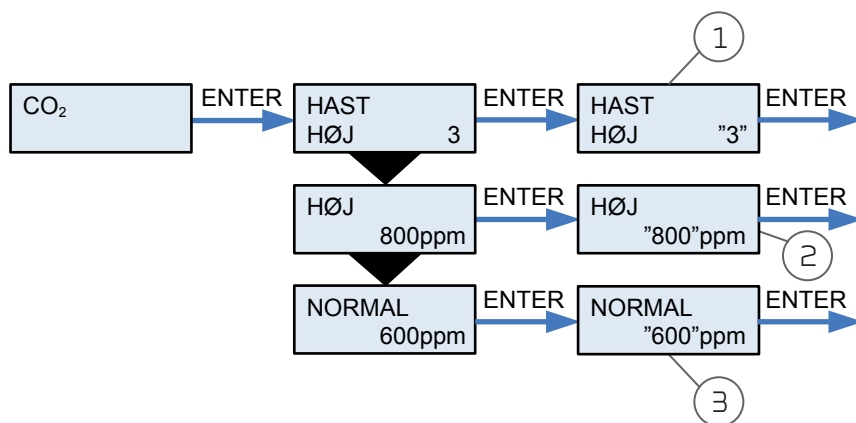 1
CO₂ ENTER HAST ENTER HAST ENTER
HØJ 3 HØJ ”3”
HØJ ENTER HØJ ENTER
800ppm ”800”ppm
2
NORMAL ENTER NORMAL ENTER
600ppm ”600”ppm
3